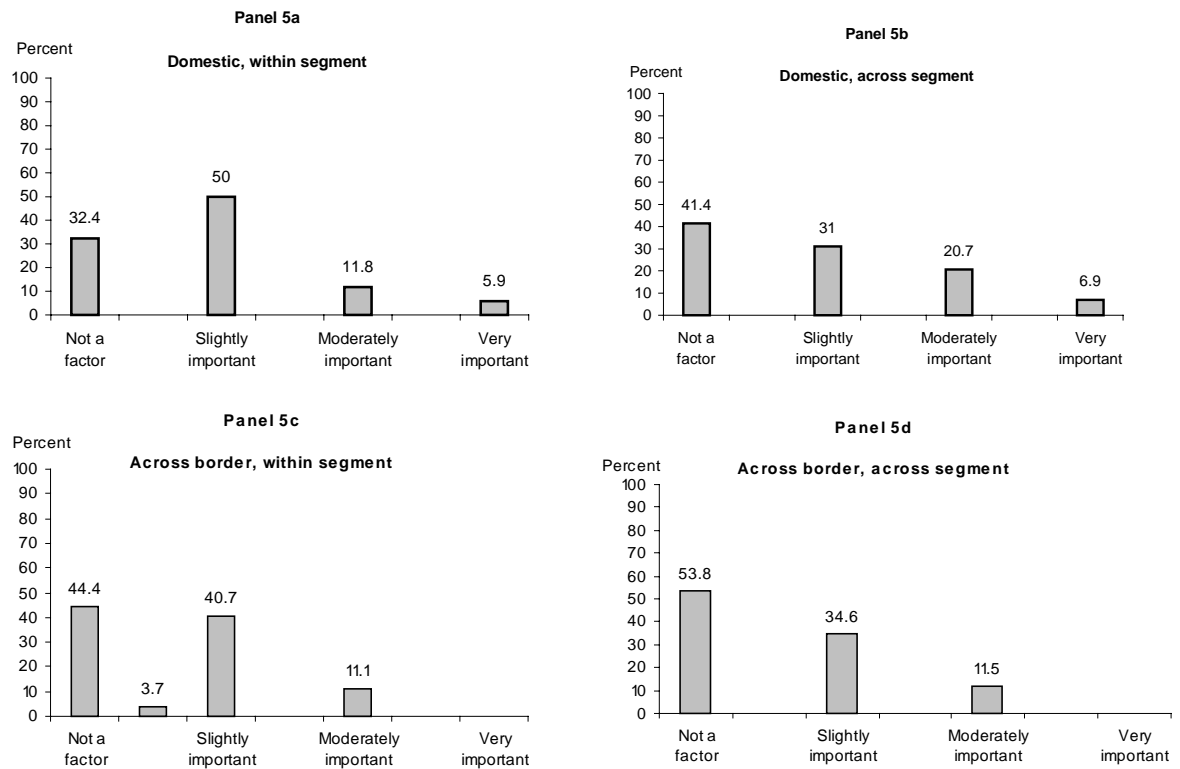 Panel 5a
Percent
Domestic, within segment
100
90
80
70
60
50
40
30
20
10
0
32.4
50
11.8
5.9
Not a
factor
Slightly
important
Moderately
important
Very
important
Panel 5b
Percent
Domestic, across segment
100
90
80
70
60
50
40
30
20
10
0
41.4
31
20.7
6.9
Not a
factor
Slightly
important
Moderately
important
Very
important
Panel 5c
Percent
Across border, within segment
100
90
80
70
60
50
40
30
20
10
0
44.4
3.7
40.7
11.1
Not a
factor
Slightly
important
Moderately
important
Very
important
Panel 5d
Percent
Across border, across segment
100
90
80
70
60
50
40
30
20
10
0
53.8
34.6
11.5
Not a
factor
Slightly
important
Moderately
important
Very
important